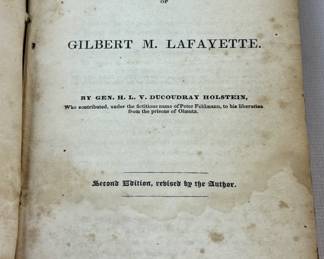 OF
GILBERT M. LAFAYETTE.
BY GEN. H. L. V. DUCOUDRAY HOLSTEIN,
Who contributed, under the fictitious name of Peter Feldmann, to his liberation
from the prisons of Olmutz.
Second Edition, revised by the Author.